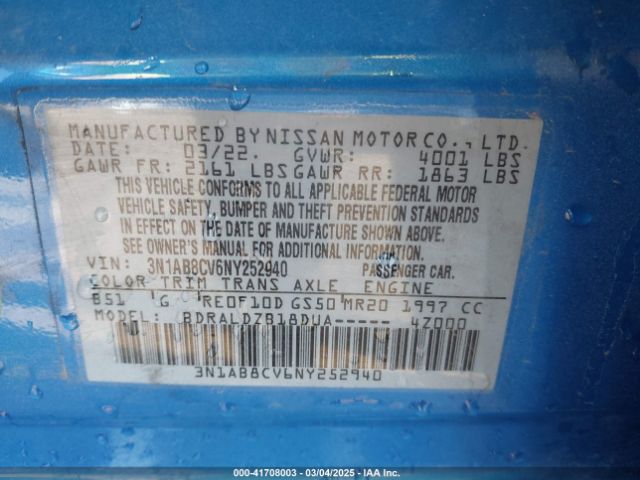 MANUFACTURED BY NISSAN MOTOR CO., LTD.
DATE: 03/22. GVWR: 4001 LBS
GAWR FR: 2161 LBS GAWR RR: 1863 LBS
THIS VEHICLE CONFORMS TO ALL APPLICABLE FEDERAL MOTOR
VEHICLE SAFETY, BUMPER AND THEFT PREVENTION STANDARDS
IN EFFECT ON THE DATE OF MANUFACTURE SHOWN ABOVE.
SEE OWNER'S MANUAL FOR ADDITIONAL INFORMATION.
VIN: 3N1AB8CV6NY252940 PASSENGER CAR.
COLOR TRIM TRANS AXLE ENGINE
B51 'G 'RE0F10D GS50 MR20 1997 CC
MODEL: BDRALDZB18DUA----- 4Z000
3N1AB8CV6NY252940
000-41708003 — 03/04/2025 — IAA Inc.